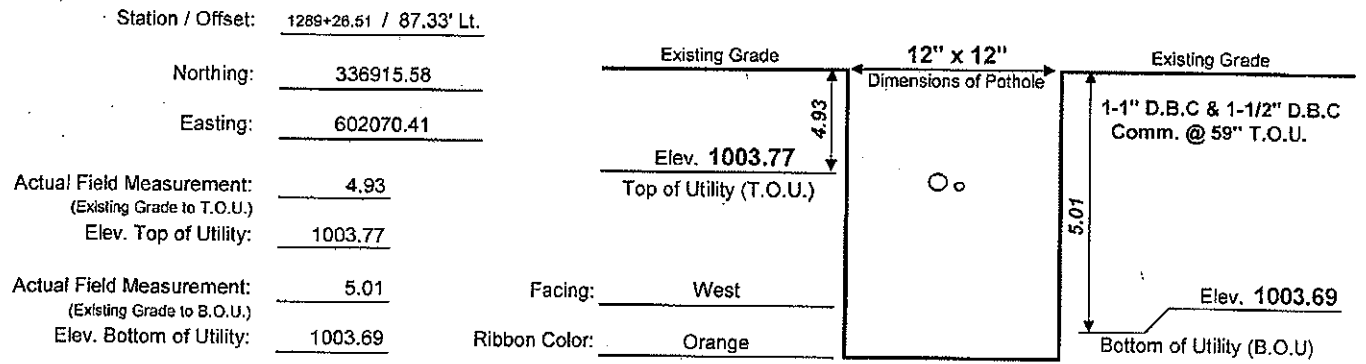 Station / Offset: 1289+26.51 / 87.33' Lt.
Northing: 336915.58
Easting: 602070.41
Actual Field Measurement: 4.93
(Existing Grade to T.O.U.)
Elev. Top of Utility: 1003.77
Actual Field Measurement: 5.01
(Existing Grade to B.O.U.)
Elev. Bottom of Utility: 1003.69
Existing Grade
12" x 12"
Dimensions of Pothole
Existing Grade
4.93
Elev. 1003.77
Top of Utility (T.O.U.)
1-1" D.B.C & 1-1/2" D.B.C
Comm. @ 59" T.O.U.
5.01
Elev. 1003.69
Bottom of Utility (B.O.U)
Facing: West
Ribbon Color: Orange